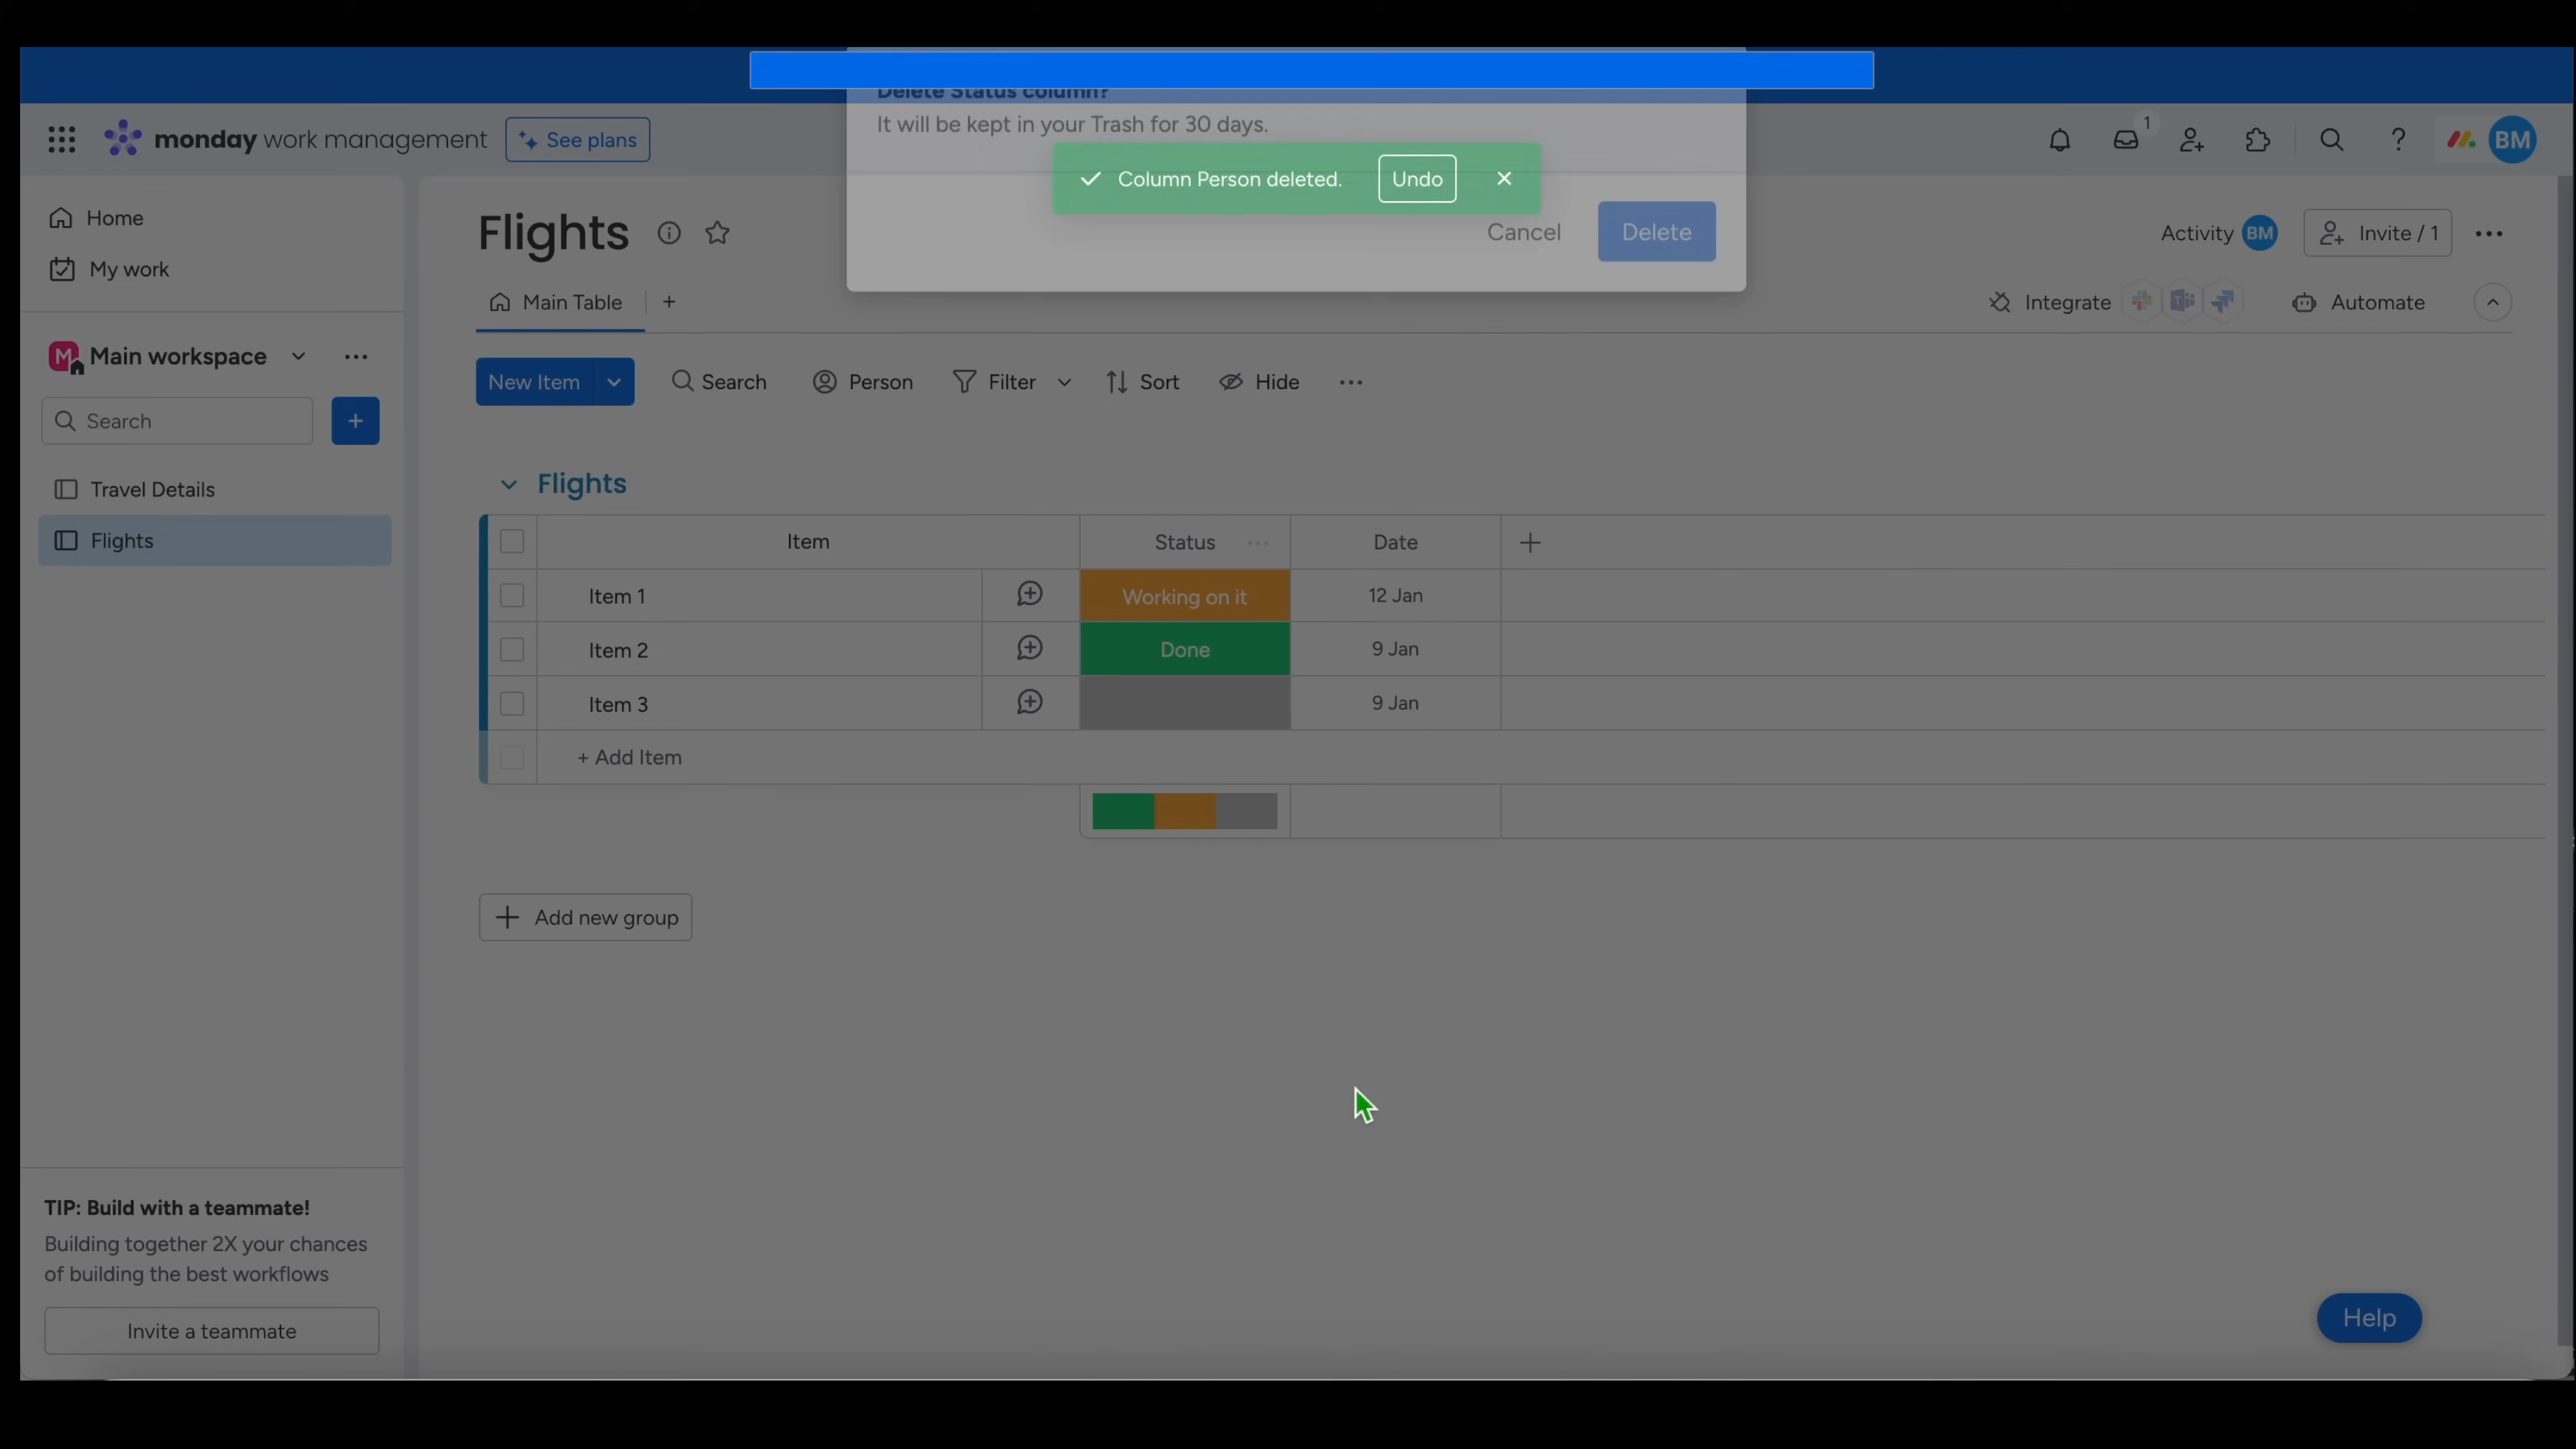 Delete Status column?
It will be kept in your Trash for 30 days.
monday work management
See plans
1
BM
Column Person deleted.
Undo
Cancel
Delete
Home
My work
Flights
Activity
BM
Invite / 1
Main Table
Integrate
Automate
M
Main workspace
New Item
Search
Person
Filter
Sort
Hide
Search
Travel Details
Flights
Flights
Item
Status
Date
Item 1
Working on it
12 Jan
Item 2
Done
9 Jan
Item 3
9 Jan
+ Add Item
Add new group
TIP: Build with a teammate!
Building together 2X your chances
of building the best workflows
Invite a teammate
Help